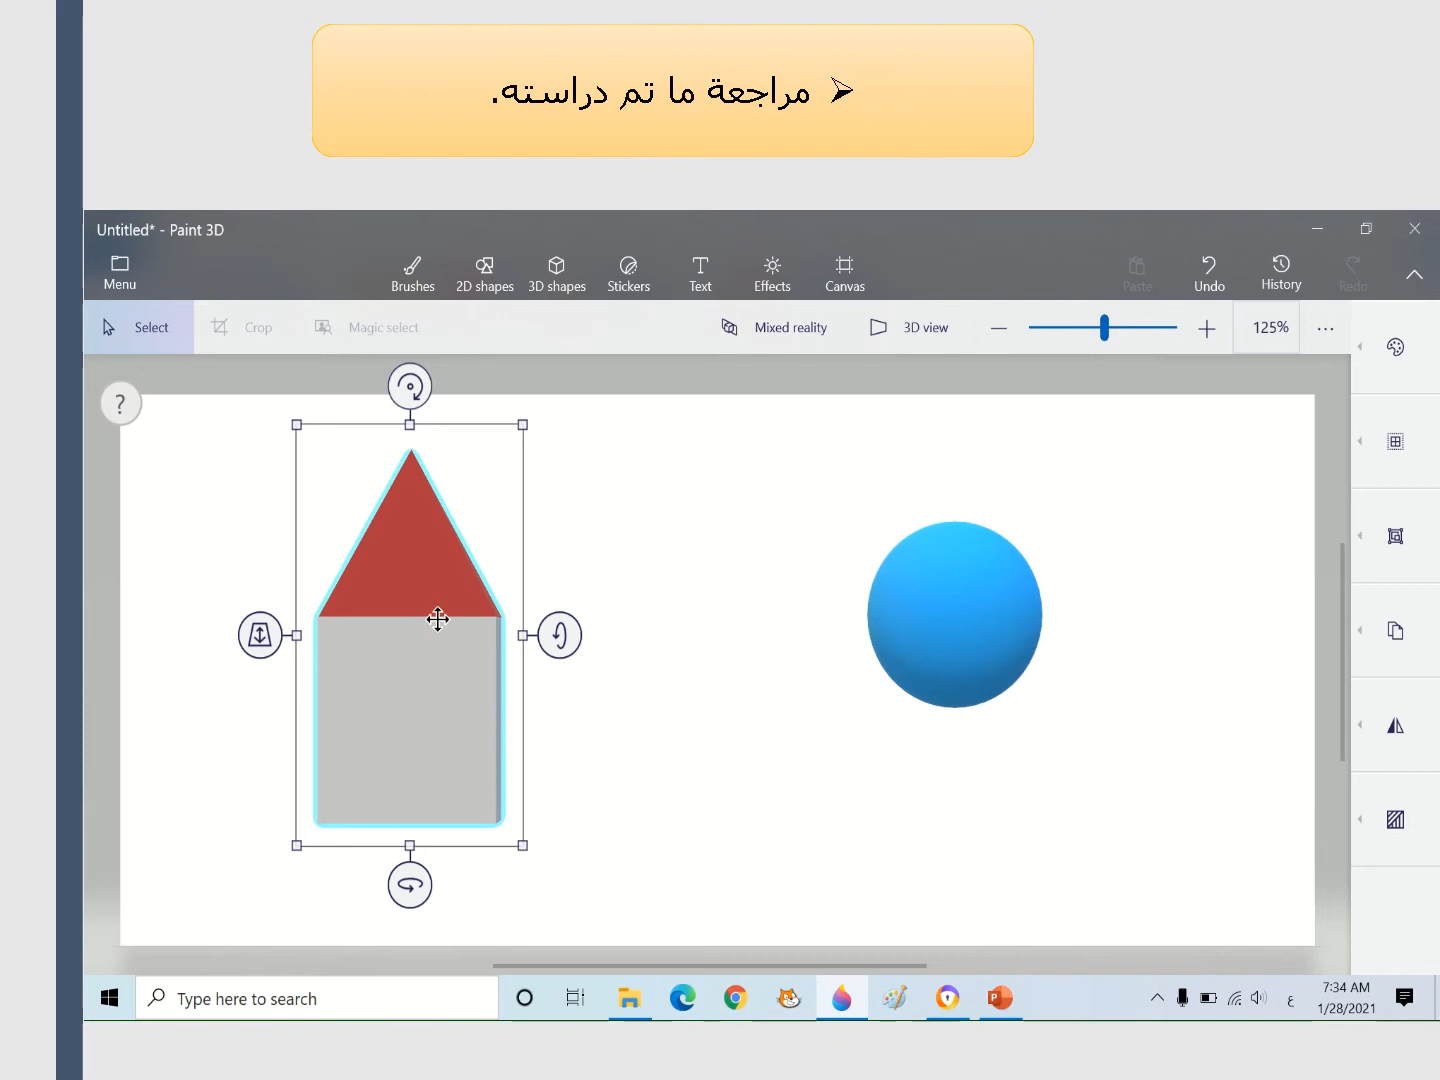 ➢ مراجعة ما تم دراسته.
Untitled* - Paint 3D
Menu
Brushes
2D shapes
3D shapes
Stickers
Text
Effects
Canvas
Paste
Undo
History
Redo
Select
Crop
Magic select
Mixed reality
3D view
125%
?
Type here to search
ع
7:34 AM
1/28/2021